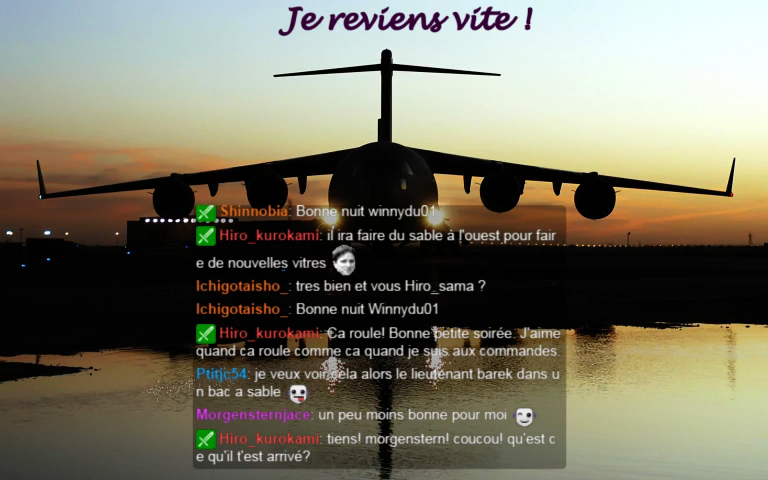 Je reviens vite !
Shinnobia: Bonne nuit winnydu01
Hiro_kurokami: il ira faire du sable à l'ouest pour fair
e de nouvelles vitres
Ichigotaisho_: tres bien et vous Hiro_sama ?
Ichigotaisho_: Bonne nuit Winnydu01
Hiro_kurokami: Ca roule! Bonne petite soirée. J'aime
quand ca roule comme ca quand je suis aux commandes.
Ptitjc54: je veux voir cela alors le lieutenant barek dans u
n bac a sable
Morgensternjace: un peu moins bonne pour moi
Hiro_kurokami: tiens! morgenstern! coucou! qu'est c
e qu'il t'est arrivé?